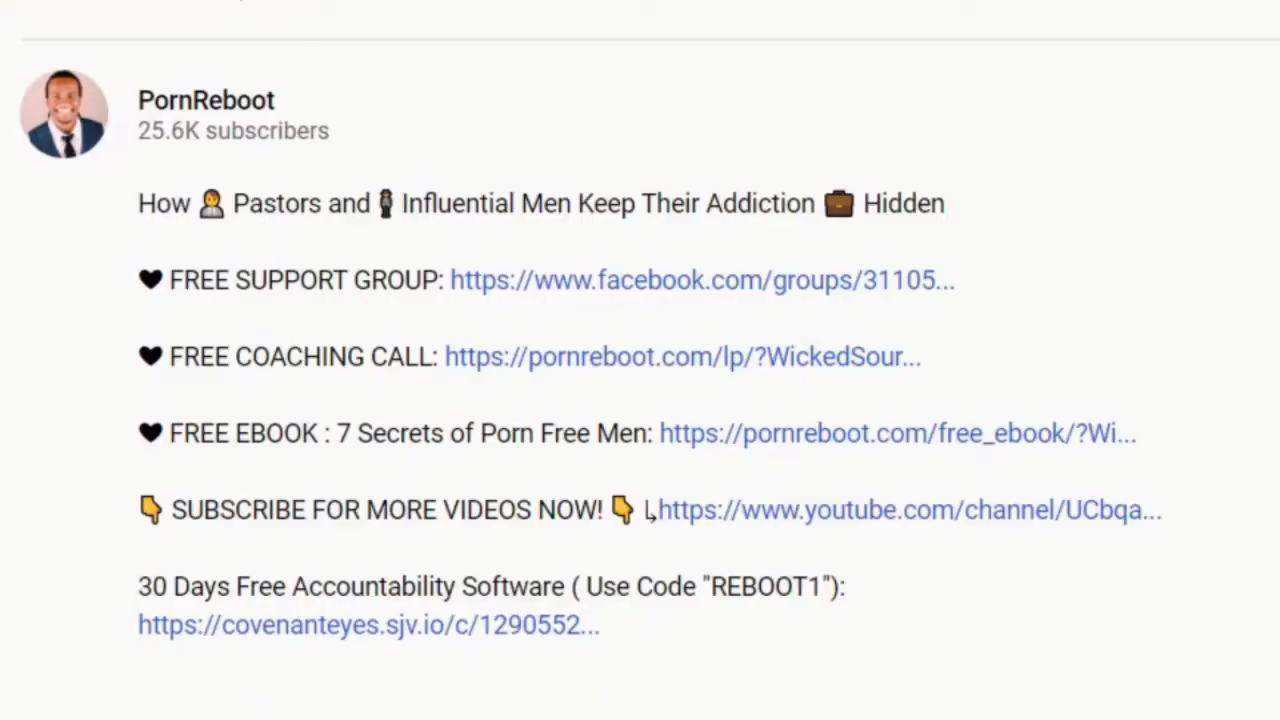 PornReboot
25.6K subscribers
How 👨‍💼 Pastors and 🕴 Influential Men Keep Their Addiction 💼 Hidden
🖤 FREE SUPPORT GROUP: https://www.facebook.com/groups/31105...
🖤 FREE COACHING CALL: https://pornreboot.com/lp/?WickedSour...
🖤 FREE EBOOK : 7 Secrets of Porn Free Men: https://pornreboot.com/free_ebook/?Wi...
👇 SUBSCRIBE FOR MORE VIDEOS NOW! 👇 ↳https://www.youtube.com/channel/UCbqa...
30 Days Free Accountability Software ( Use Code "REBOOT1"):
https://covenanteyes.sjv.io/c/1290552...